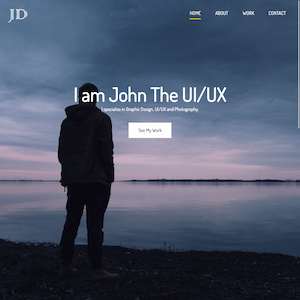 JD
HOME ABOUT WORK CONTACT
I am John The UI/UX
I specialize in Graphic Design, UI/UX and Photography.
See My Work